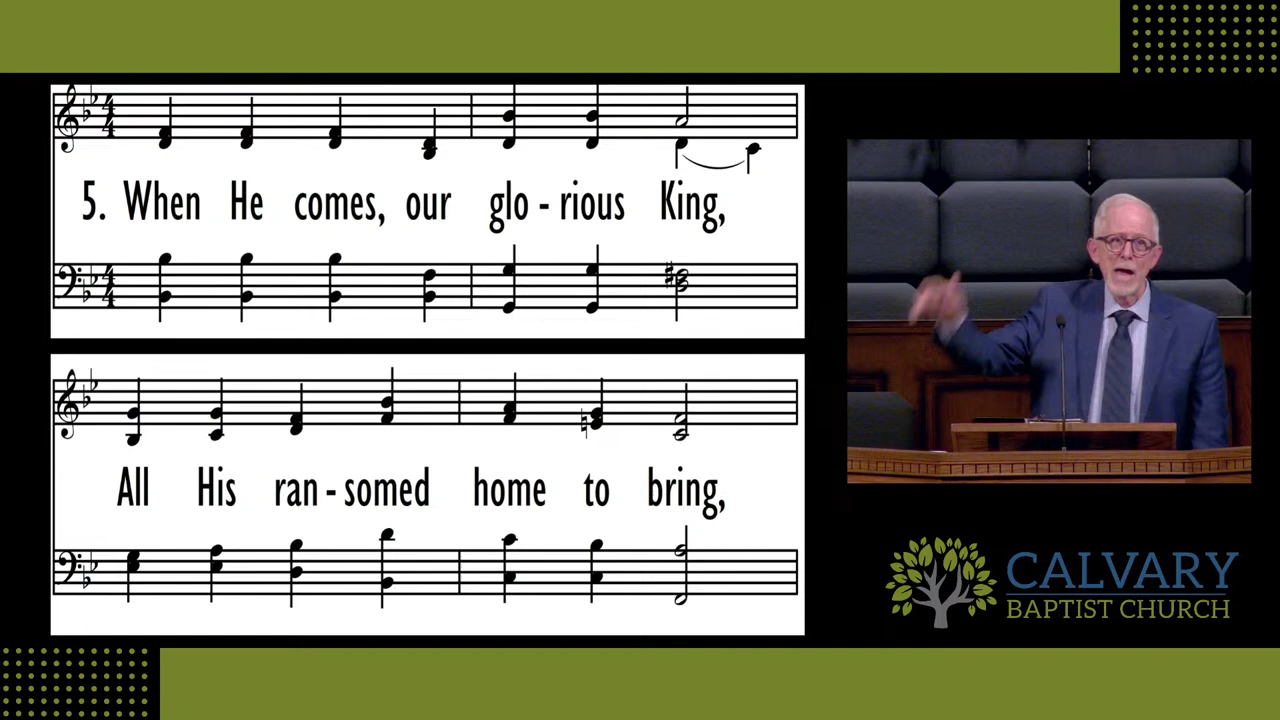 5. When He comes, our glo - rious King,
All His ran - somed home to bring,
CALVARY
BAPTIST CHURCH